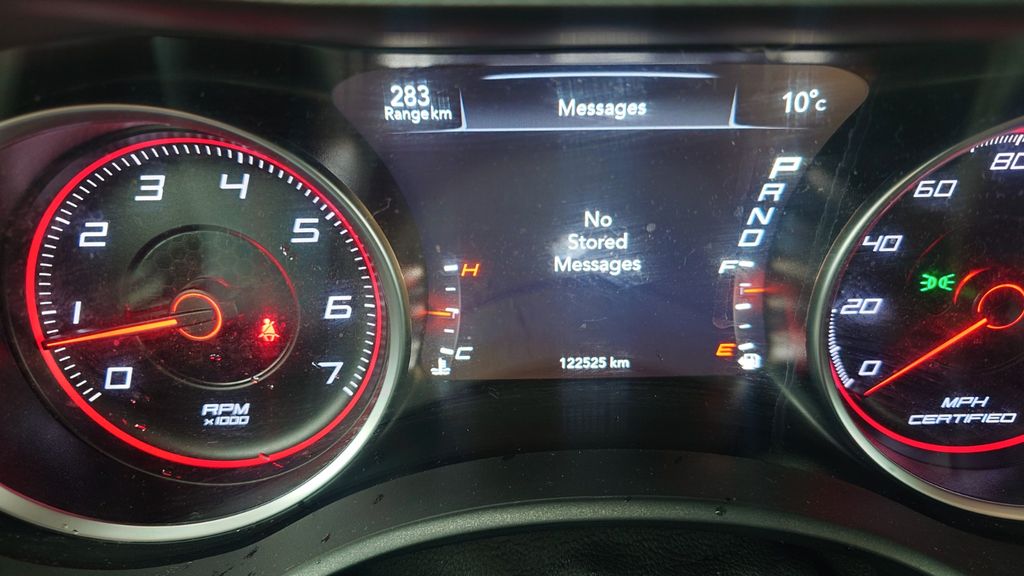 283
Range km
Messages
10°c
P
R
N
D
No
Stored
Messages
H
C
F
E
122525 km
0
1
2
3
4
5
6
7
RPM
x1000
0
20
40
60
80
MPH
CERTIFIED